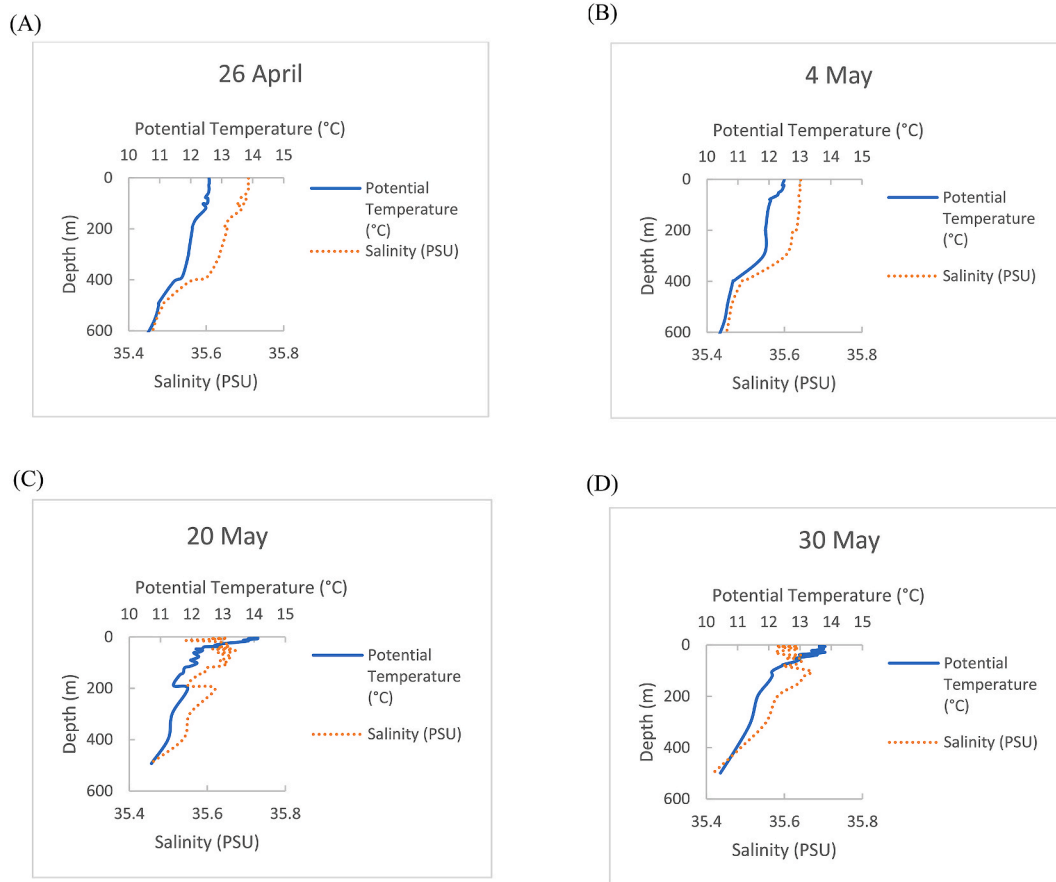 (A)
26 April
Potential Temperature (°C)
10 11 12 13 14 15
0
200
400
600
Depth (m)
35.4 35.6 35.8
Salinity (PSU)
Potential
Temperature
(°C)
Salinity (PSU)
(B)
4 May
Potential Temperature (°C)
10 11 12 13 14 15
0
200
400
600
Depth (m)
35.4 35.6 35.8
Salinity (PSU)
Potential
Temperature
(°C)
Salinity (PSU)
(C)
20 May
Potential Temperature (°C)
10 11 12 13 14 15
0
200
400
600
Depth (m)
35.4 35.6 35.8
Salinity (PSU)
Potential
Temperature
(°C)
Salinity (PSU)
(D)
30 May
Potential Temperature (°C)
10 11 12 13 14 15
0
200
400
600
Depth (m)
35.4 35.6 35.8
Salinity (PSU)
Potential
Temperature
(°C)
Salinity (PSU)